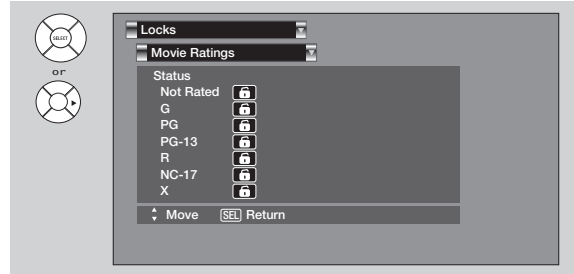 SELECT
or
Locks
Movie Ratings
Status
Not Rated
G
PG
PG-13
R
NC-17
X
Move SEL Return